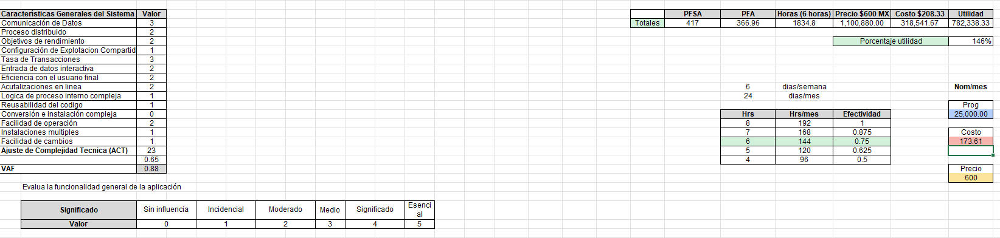 Características Generales del Sistema Valor
Comunicación de Datos 3
Proceso distribuido 2
Objetivos de rendimiento 2
Configuración de Explotacion Compartid 1
Tasa de Transacciones 3
Entrada de datos interactiva 2
Eficiencia con el usuario final 2
Acutalizaciones en linea 2
Logica de proceso interno compleja 1
Reusabilidad del codigo 1
Conversión e instalación compleja 0
Facilidad de operación 2
Instalaciones multiples 1
Facilidad de cambios 1
Ajuste de Complejidad Tecnica (ACT) 23
0.65
VAF 0.88
Evalua la funcionalidad general de la aplicación
Significado Sin influencia Incidencial Moderado Medio Significado Esenci
al
Valor 0 1 2 3 4 5
PFSA PFA Horas (6 horas) Precio $600 MX Costo $208.33 Utilidad
Totales 417 366.96 1834.8 1,100,880.00 318,541.67 782,338.33
Porcentaje utilidad 146%
6 dias/semana
24 dias/mes
Hrs Hrs/mes Efectividad
8 192 1
7 168 0.875
6 144 0.75
5 120 0.625
4 96 0.5
Nom/mes
Prog
25,000.00
Costo
173.61
Precio
600